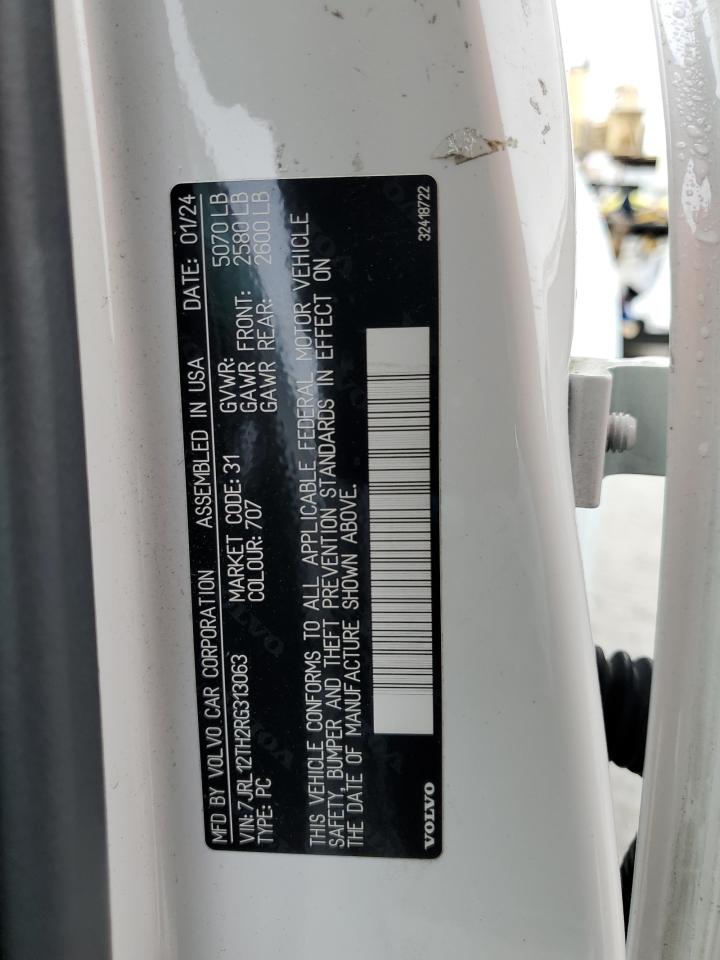 MFD BY VOLVO CAR CORPORATION ASSEMBLED IN USA DATE: 01/24
VIN: 7JRL12TH2RG313063 MARKET CODE: 31 GVWR: 5070 LB
TYPE: PC COLOUR: 707 GAWR FRONT: 2580 LB
GAWR REAR: 2600 LB
THIS VEHICLE CONFORMS TO ALL APPLICABLE FEDERAL MOTOR VEHICLE
SAFETY, BUMPER AND THEFT PREVENTION STANDARDS IN EFFECT ON
THE DATE OF MANUFACTURE SHOWN ABOVE.
VOLVO 32418722